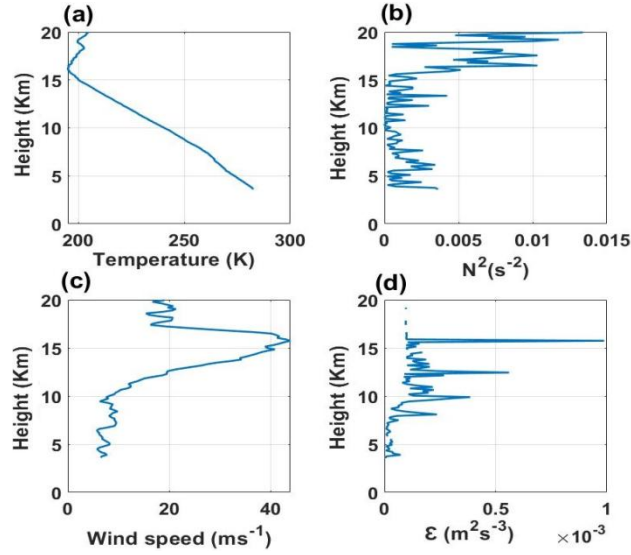 (a)
20
15
10
5
0
Height (Km)
200 250 300
Temperature (K)
(b)
20
15
10
5
0
Height (Km)
0 0.005 0.01 0.015
N²(s⁻²)
(c)
20
15
10
5
0
Height (Km)
0 20 40
Wind speed (ms⁻¹)
(d)
20
15
10
5
0
Height (Km)
0 0.5 1
ε (m²s⁻³) ×10⁻³